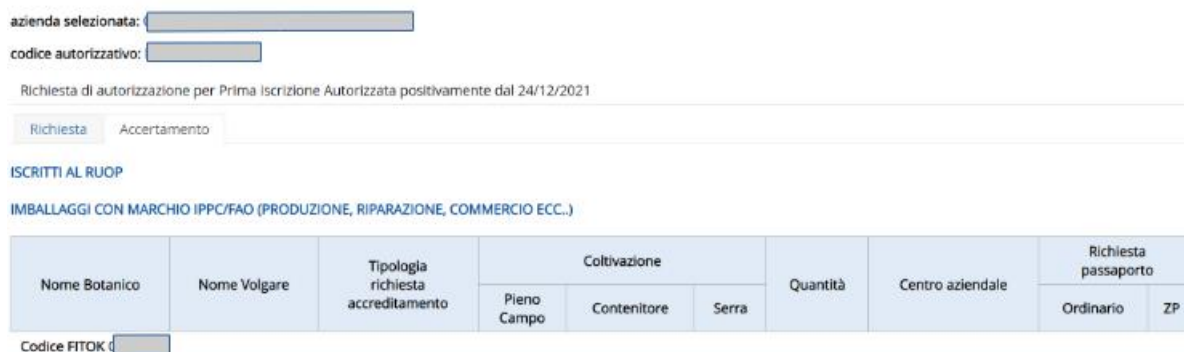 azienda selezionata:
codice autorizzativo:
Richiesta di autorizzazione per Prima Iscrizione Autorizzata positivamente dal 24/12/2021
Richiesta Accertamento
ISCRITTI AL RUOP
IMBALLAGGI CON MARCHIO IPPC/FAO (PRODUZIONE, RIPARAZIONE, COMMERCIO ECC..)
Nome Botanico
Nome Volgare
Tipologia
richiesta
accreditamento
Coltivazione
Pieno
Campo
Contenitore
Serra
Quantità
Centro aziendale
Richiesta
passaporto
Ordinario
ZP
Codice FITOK